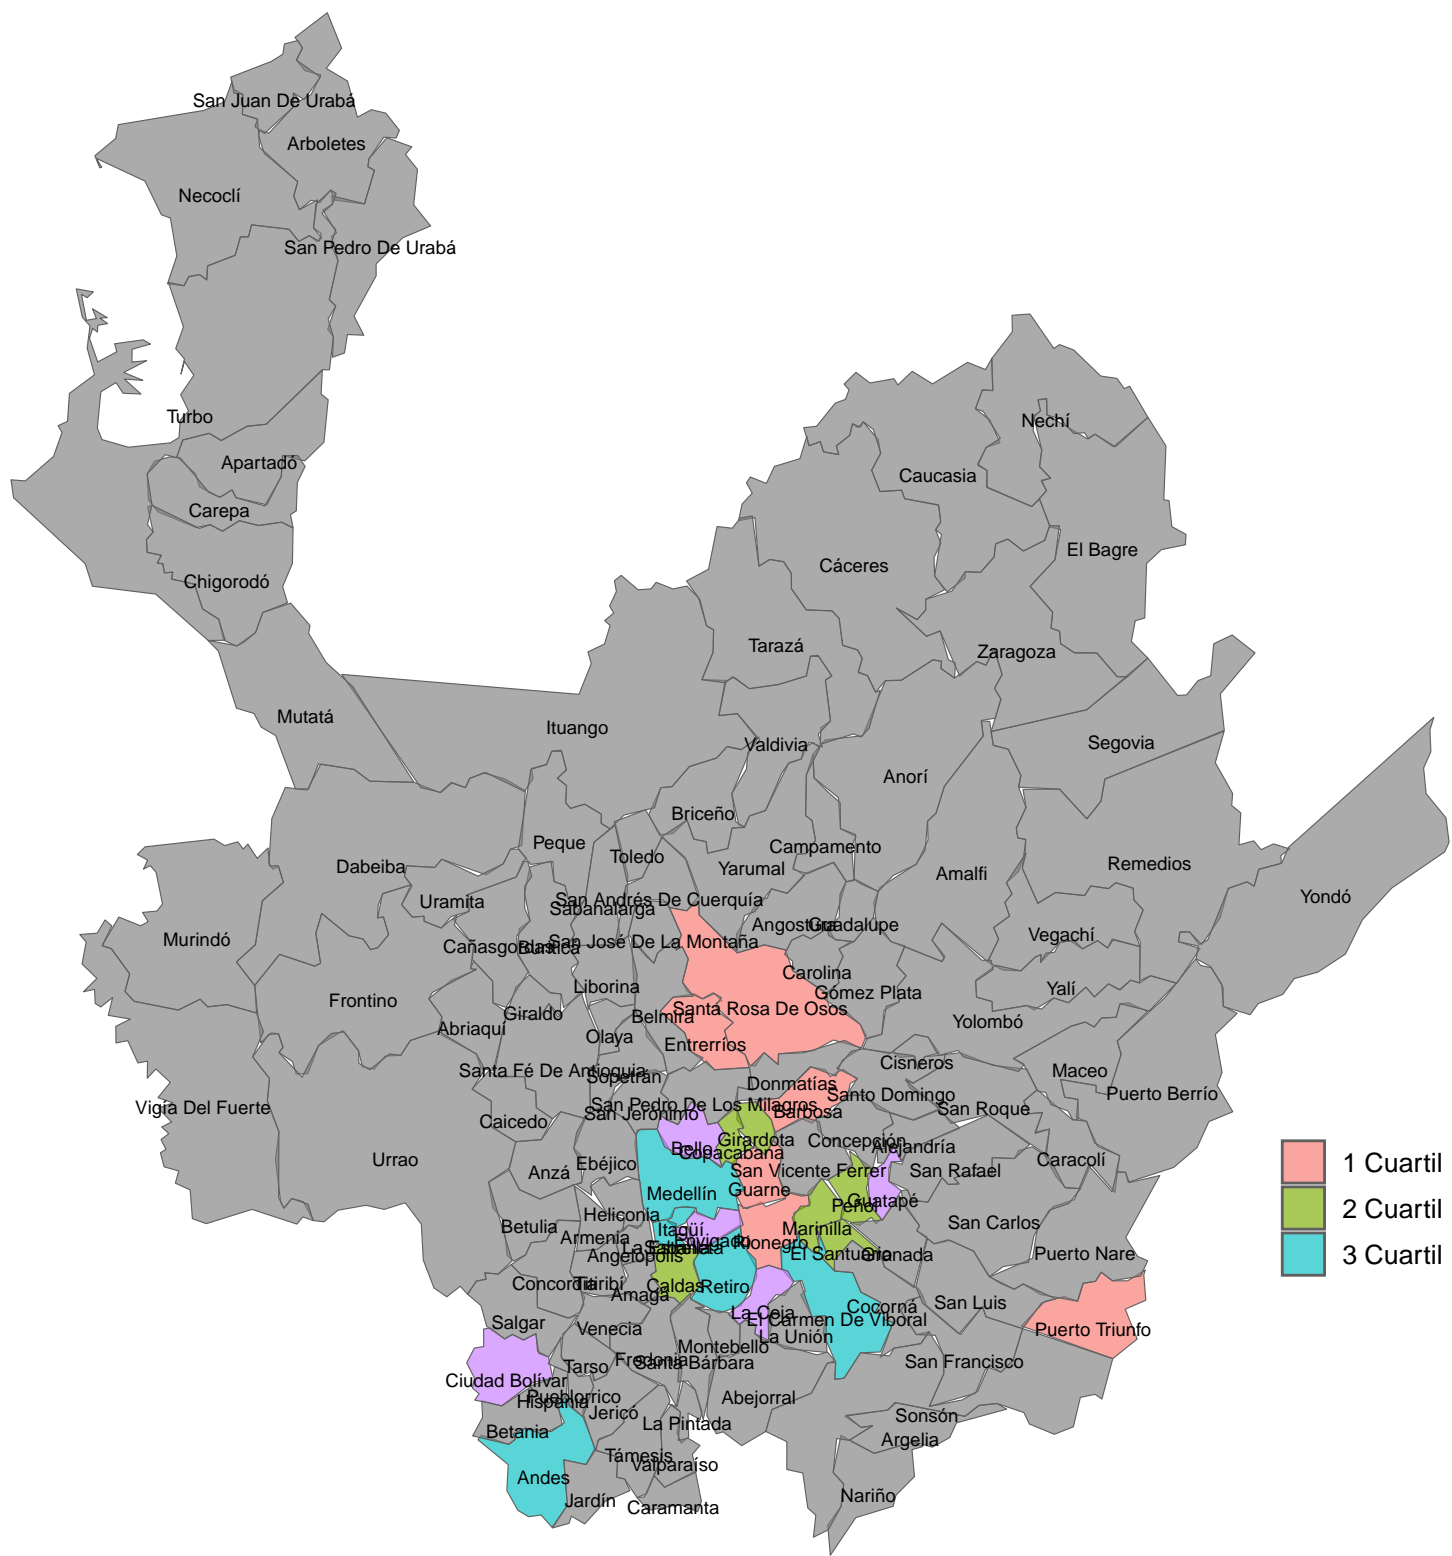 San Juan De Urabá
Arboletes
Necoclí
San Pedro De Urabá
Turbo
Nechí
Apartadó
Caucasia
Carepa
El Bagre
Cáceres
Chigorodó
Tarazá
Zaragoza
Mutatá
Ituango
Valdivia
Segovia
Anorí
Briceño
Peque
Campamento
Toledo
Dabeiba
Yarumal
Remedios
Amalfi
Yondó
Uramita
San Andrés De Cuerquía
Sabanalarga
Angostura
Guadalupe
Vegachí
Murindó
Cañasgordas
Buriticá
San José De La Montaña
Carolina
Liborina
Gómez Plata
Yalí
Frontino
Santa Rosa De Osos
Giraldo
Belmira
Yolombó
Abriaquí
Olaya
Entrerríos
Cisneros
Santa Fé De Antioquia
Sopetrán
Maceo
Donmatías
Santo Domingo
Puerto Berrío
San Pedro De Los Milagros
Vigía Del Fuerte
San Jerónimo
Barbosa
San Roque
Caicedo
Girardota
Concepción
Alejandría
Bello
Copacabana
Urrao
Ebéjico
Caracolí
Anzá
San Vicente Ferrer
San Rafael
1 Cuartil
Medellín
Guarne
Guatapé
Peñol
2 Cuartil
Heliconia
Betulia
Itagüí
Marinilla
San Carlos
Armenia
Envigado
Rionegro
La Estrella
Sabaneta
Angelópolis
El Santuario
Granada
Puerto Nare
3 Cuartil
Concordia
Titiribí
Caldas
Retiro
Amagá
San Luis
Cocorná
La Ceja
El Carmen De Viboral
Salgar
Venecia
La Unión
Puerto Triunfo
Montebello
Fredonia
Santa Bárbara
Tarso
San Francisco
Ciudad Bolívar
Pueblorrico
Hispania
Abejorral
Jericó
La Pintada
Sonsón
Betania
Argelia
Támesis
Valparaíso
Andes
Jardín
Caramanta
Nariño